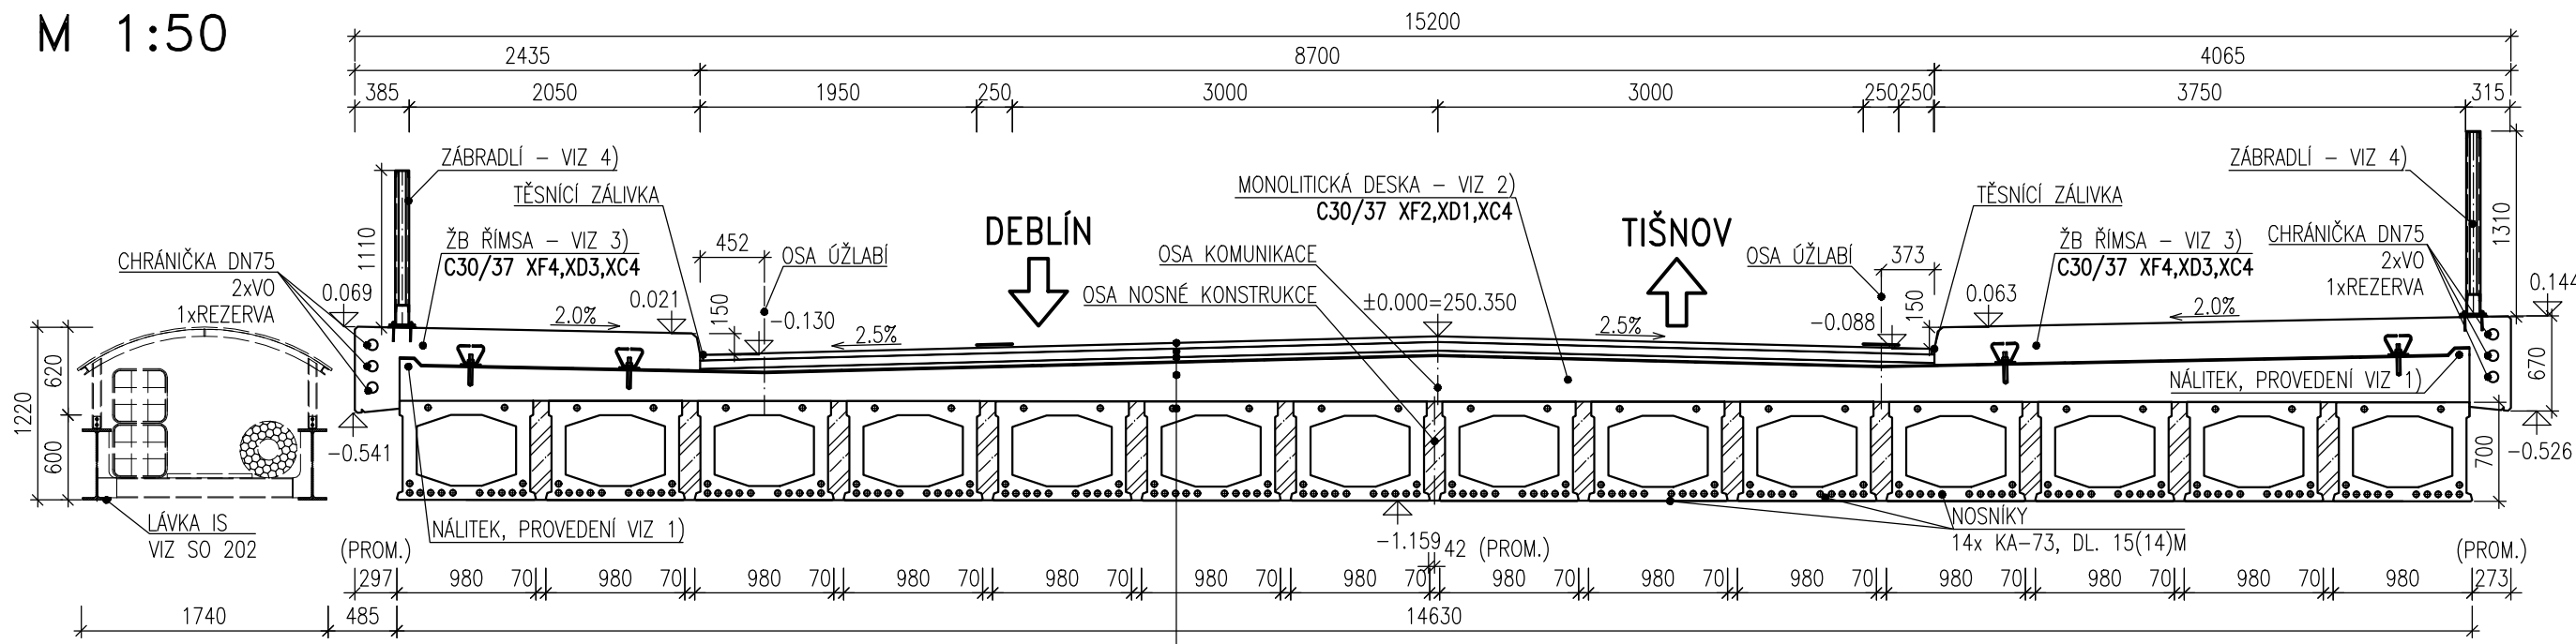 M 1:50
15200
2435 8700 4065
385 2050 1950 250 3000 3000 250 250 3750 315
ZÁBRADLÍ – VIZ 4)
TĚSNÍCÍ ZÁLIVKA
1110
ŽB ŘÍMSA – VIZ 3)
C30/37 XF4,XD3,XC4
CHRÁNIČKA DN75
2xVO
1xREZERVA
0.069
2.0%
0.021
452
150
OSA ÚŽLABÍ
-0.130
2.5%
DEBLÍN
MONOLITICKÁ DESKA – VIZ 2)
C30/37 XF2,XD1,XC4
OSA KOMUNIKACE
OSA NOSNÉ KONSTRUKCE
±0.000=250.350
2.5%
TIŠNOV
OSA ÚŽLABÍ
373
150
-0.088
0.063
2.0%
ZÁBRADLÍ – VIZ 4)
TĚSNÍCÍ ZÁLIVKA
ŽB ŘÍMSA – VIZ 3)
C30/37 XF4,XD3,XC4
CHRÁNIČKA DN75
2xVO
1xREZERVA
1310
0.144
670
NÁLITEK, PROVEDENÍ VIZ 1)
700
-0.526
1220
620
600
-0.541
LÁVKA IS
VIZ SO 202
NÁLITEK, PROVEDENÍ VIZ 1)
-1.159
42 (PROM.)
NOSNÍKY
14x KA-73, DL. 15(14)M
(PROM.) (PROM.)
297 980 70 980 70 980 70 980 70 980 70 980 70 980 70 980 70 980 70 980 70 980 70 980 70 980 70 980 273
1740 485 14630